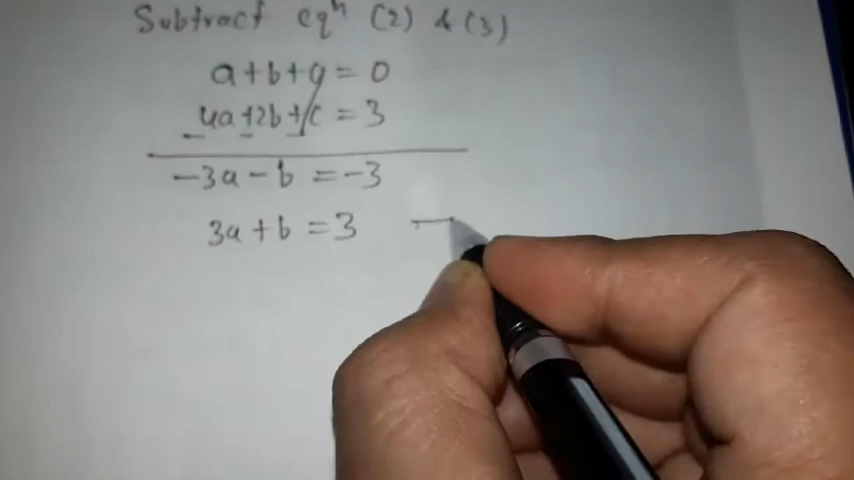 Subtract eqⁿ (2) & (3)
a+b+c = 0
4a+2b+c = 3
-3a-b = -3
3a+b = 3 —